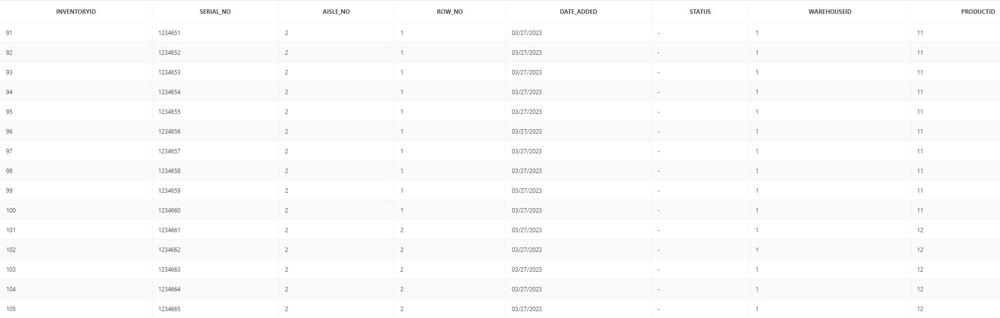 INVENTORYID SERIAL_NO AISLE_NO ROW_NO DATE_ADDED STATUS WAREHOUSEID PRODUCTID
91 1234651 2 1 03/27/2023 - 1 11
92 1234652 2 1 03/27/2023 - 1 11
93 1234653 2 1 03/27/2023 - 1 11
94 1234654 2 1 03/27/2023 - 1 11
95 1234655 2 1 03/27/2023 - 1 11
96 1234656 2 1 03/27/2023 - 1 11
97 1234657 2 1 03/27/2023 - 1 11
98 1234658 2 1 03/27/2023 - 1 11
99 1234659 2 1 03/27/2023 - 1 11
100 1234660 2 1 03/27/2023 - 1 11
101 1234661 2 2 03/27/2023 - 1 12
102 1234662 2 2 03/27/2023 - 1 12
103 1234663 2 2 03/27/2023 - 1 12
104 1234664 2 2 03/27/2023 - 1 12
105 1234665 2 2 03/27/2023 - 1 12